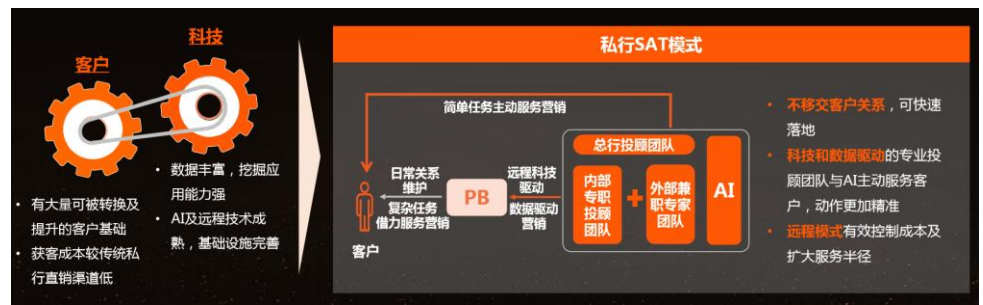 科技
客户
数据丰富，挖掘应
用能力强
AI及远程技术成
熟，基础设施完善
有大量可被转换及
提升的客户基础
获客成本较传统私
行直销渠道低
私行SAT模式
简单任务主动服务营销
日常关系
维护
复杂任务
借力服务营销
客户
PB
远程科技
驱动
数据驱动
营销
总行投顾团队
内部
专职
投顾
团队
外部兼
职专家
团队
AI
不移交客户关系，可快速
落地
科技和数据驱动的专业投
顾团队与AI主动服务客
户，动作更加精准
远程模式有效控制成本及
扩大服务半径